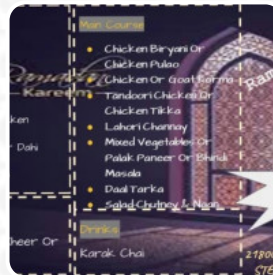 Main Course
Chicken Biryani Or
Chicken Pulao
Chicken Or Goat Karma
Tandoori Chicken Or
Chicken Tikka
Lahori Channay
Mixed Vegetables Or
Palak Paneer Or Bhindi
Masala
Daal Tarka
Salad Chutney & Naan
Drinks
Karak Chai
Kareem
ken
Dahi
heer Or